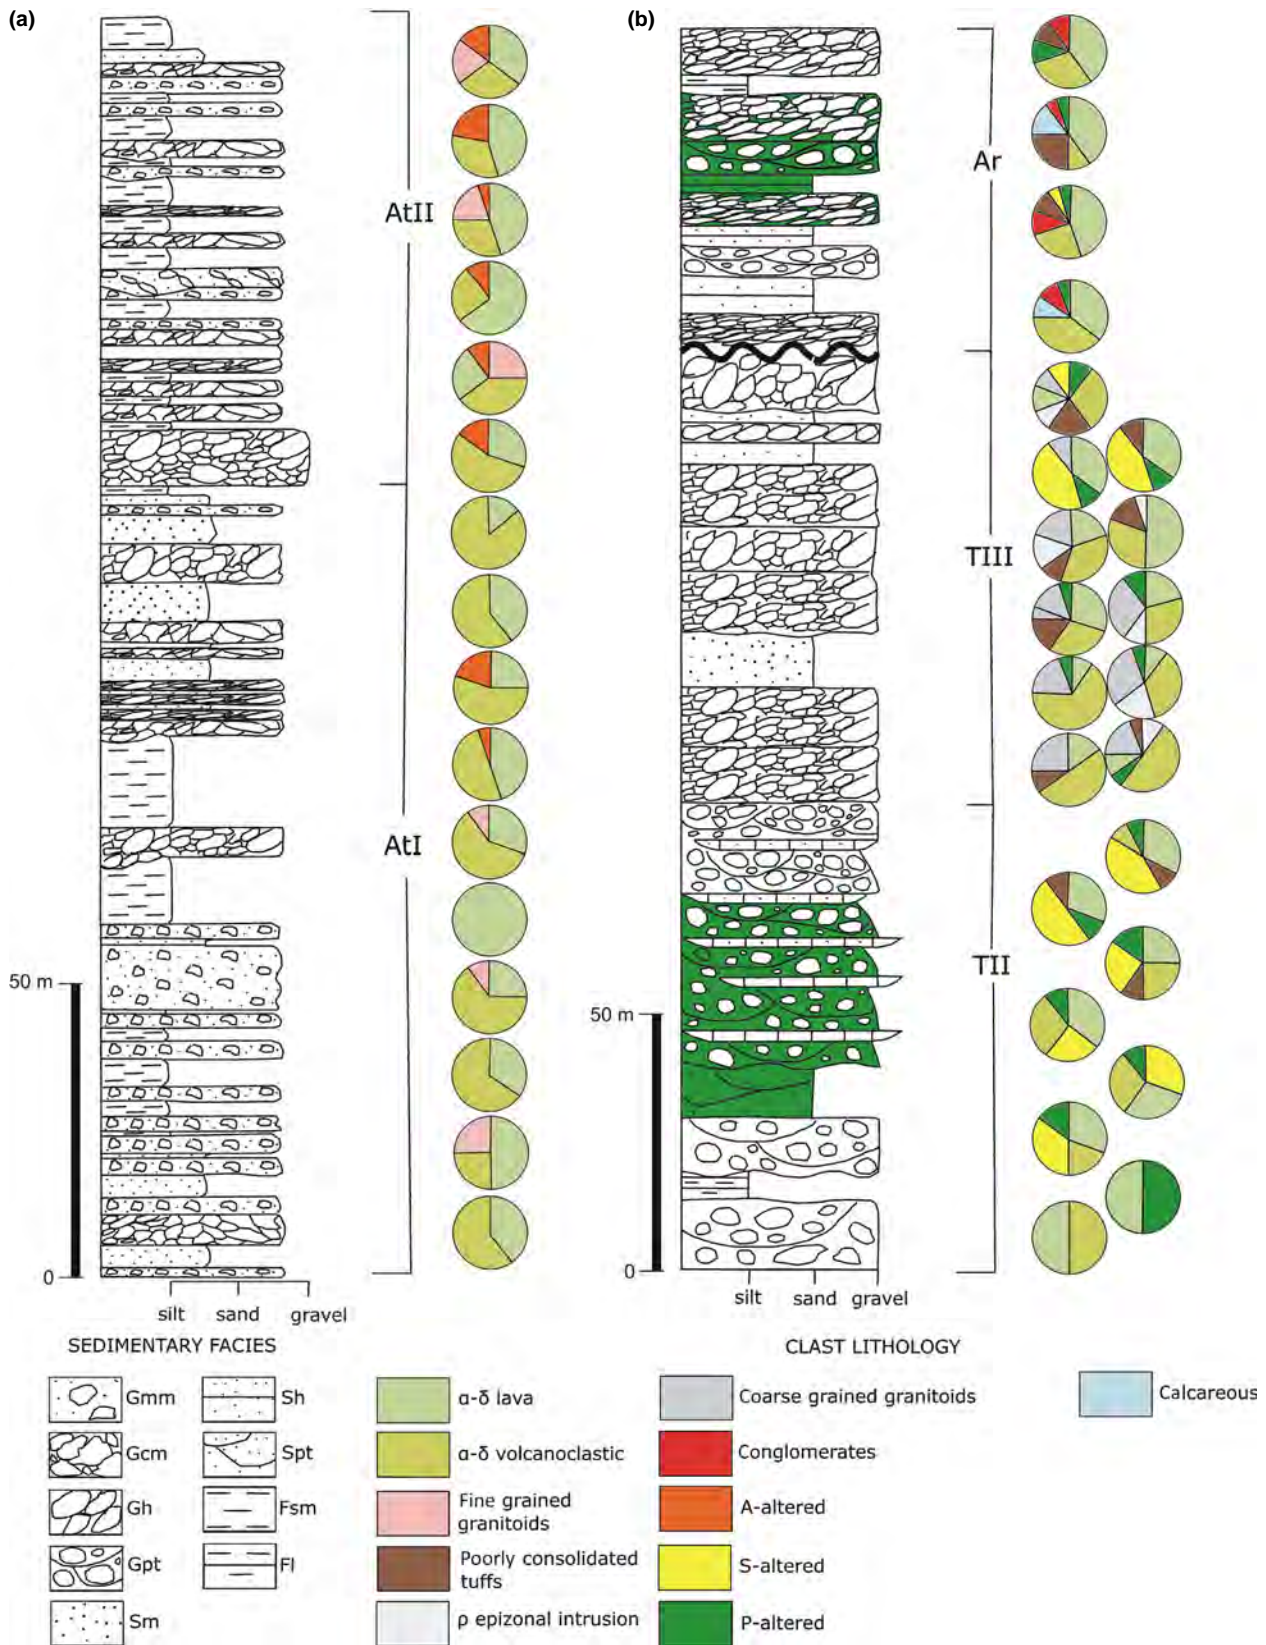 (a)
(b)
AtII
AtI
Ar
TIII
TII
50 m
0
50 m
0
silt sand gravel
silt sand gravel
SEDIMENTARY FACIES
CLAST LITHOLOGY
Gmm
Gcm
Gh
Gpt
Sm
Sh
Spt
Fsm
Fl
α-δ lava
α-δ volcanoclastic
Fine grained
granitoids
Poorly consolidated
tuffs
ρ epizonal intrusion
Coarse grained granitoids
Conglomerates
A-altered
S-altered
P-altered
Calcareous